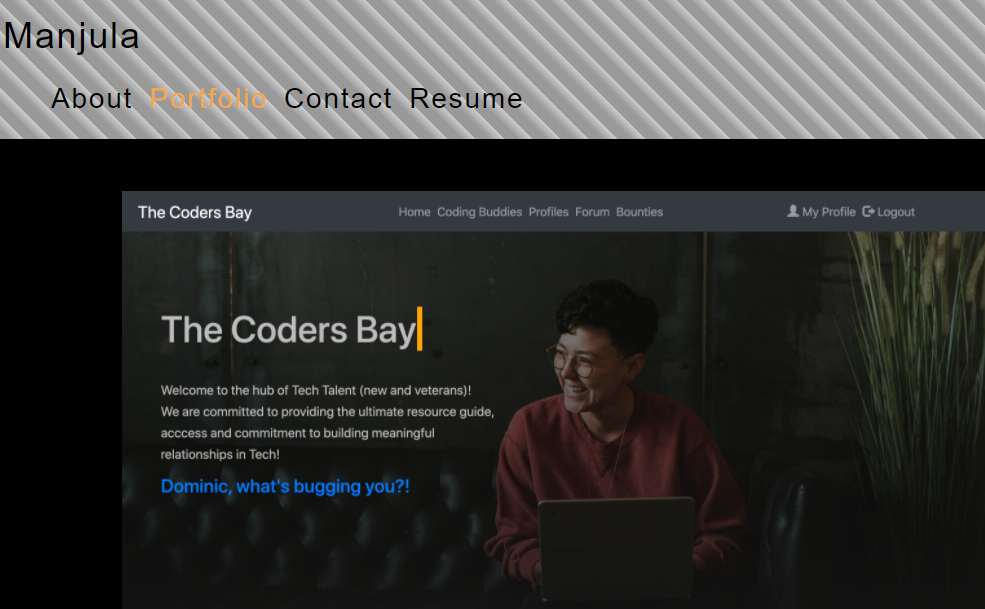 Manjula
About Portfolio Contact Resume
The Coders Bay Home Coding Buddies Profiles Forum Bounties My Profile Logout
The Coders Bay
Welcome to the hub of Tech Talent (new and veterans)!
We are committed to providing the ultimate resource guide,
acccess and commitment to building meaningful
relationships in Tech!
Dominic, what's bugging you?!